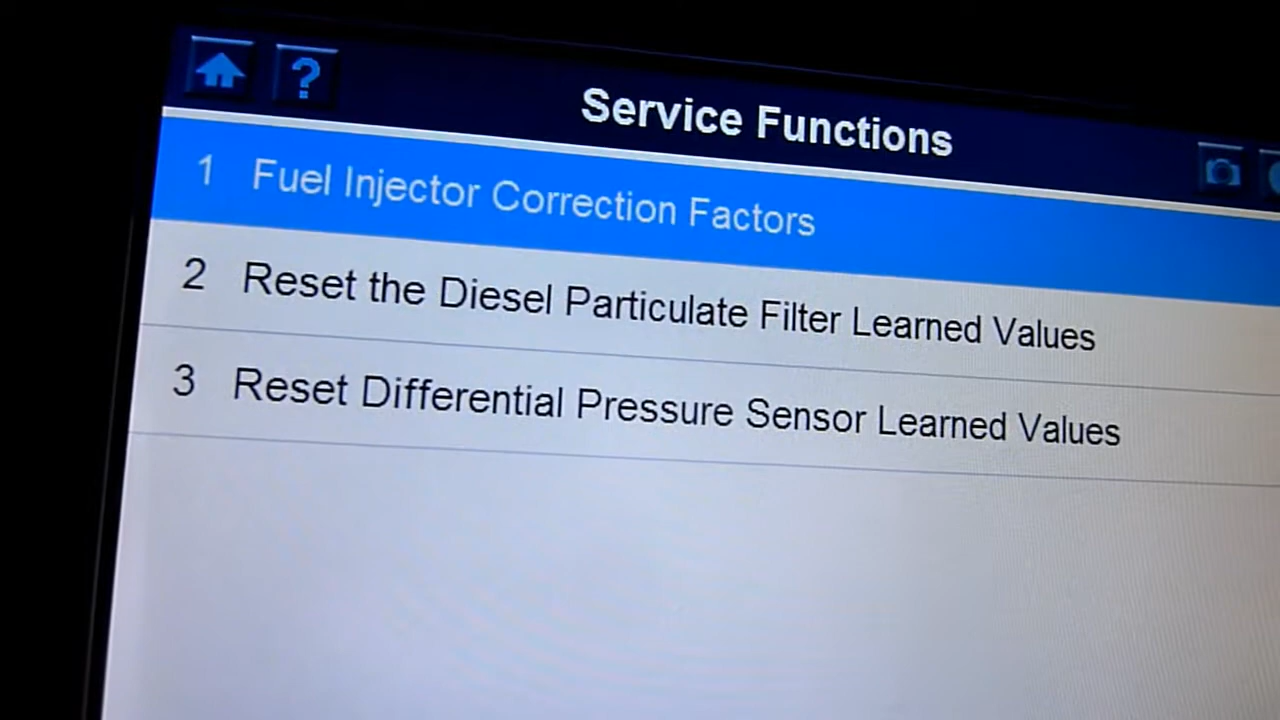 ?
Service Functions
1 Fuel Injector Correction Factors
2 Reset the Diesel Particulate Filter Learned Values
3 Reset Differential Pressure Sensor Learned Values